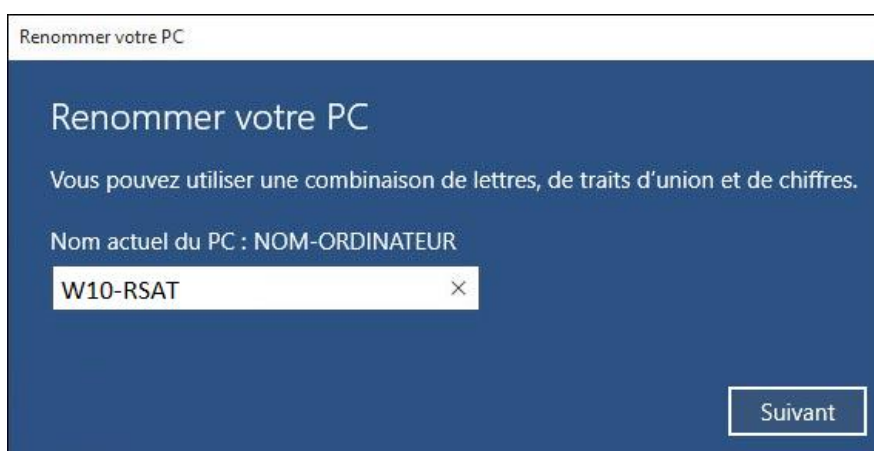 Renommer votre PC
Renommer votre PC
Vous pouvez utiliser une combinaison de lettres, de traits d’union et de chiffres.
Nom actuel du PC : NOM-ORDINATEUR
W10-RSAT
Suivant